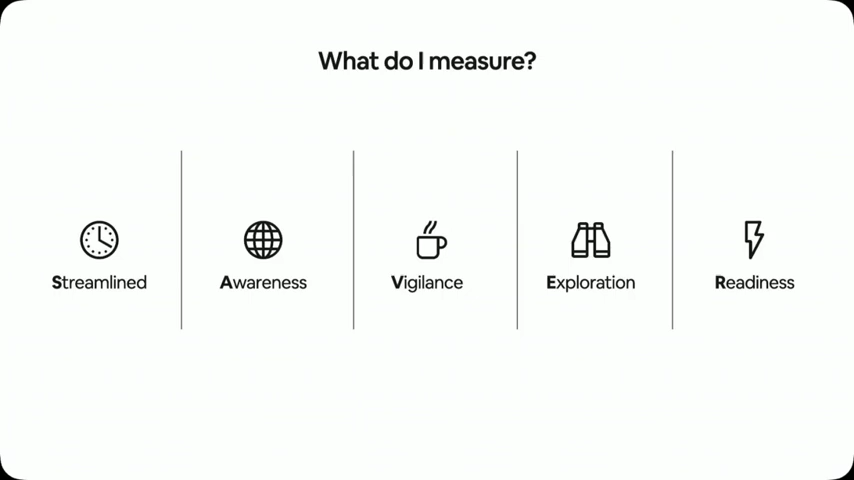 What do I measure?
Streamlined
Awareness
Vigilance
Exploration
Readiness